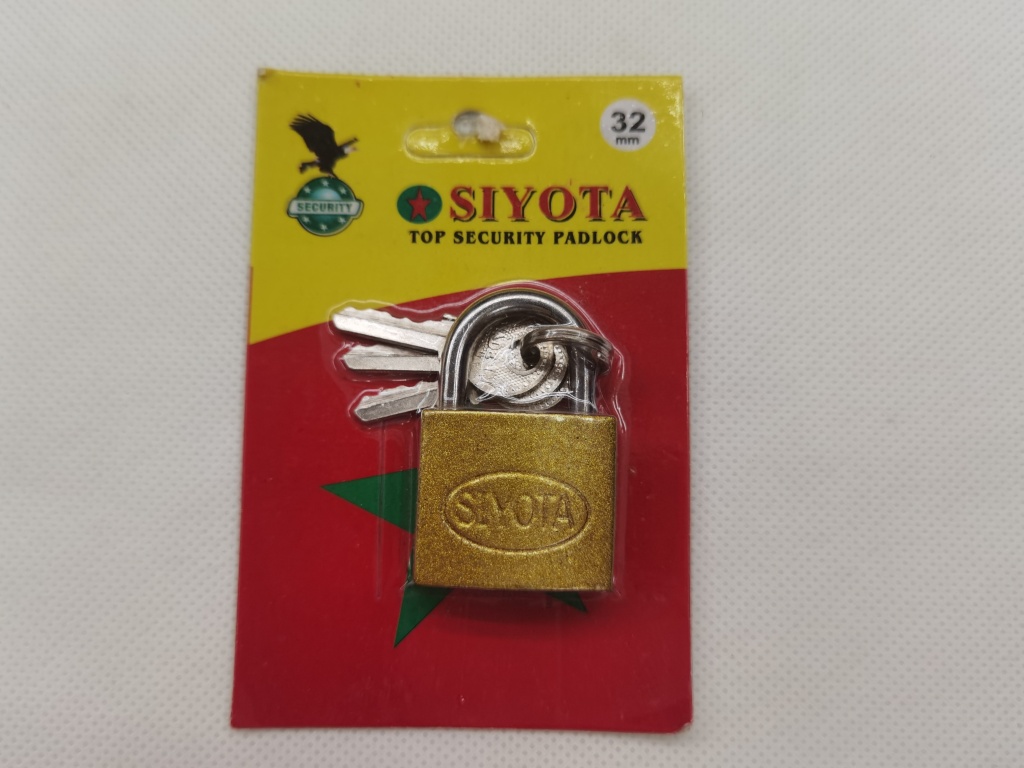 32
mm
SECURITY
SIYOTA
TOP SECURITY PADLOCK
SIYOTA